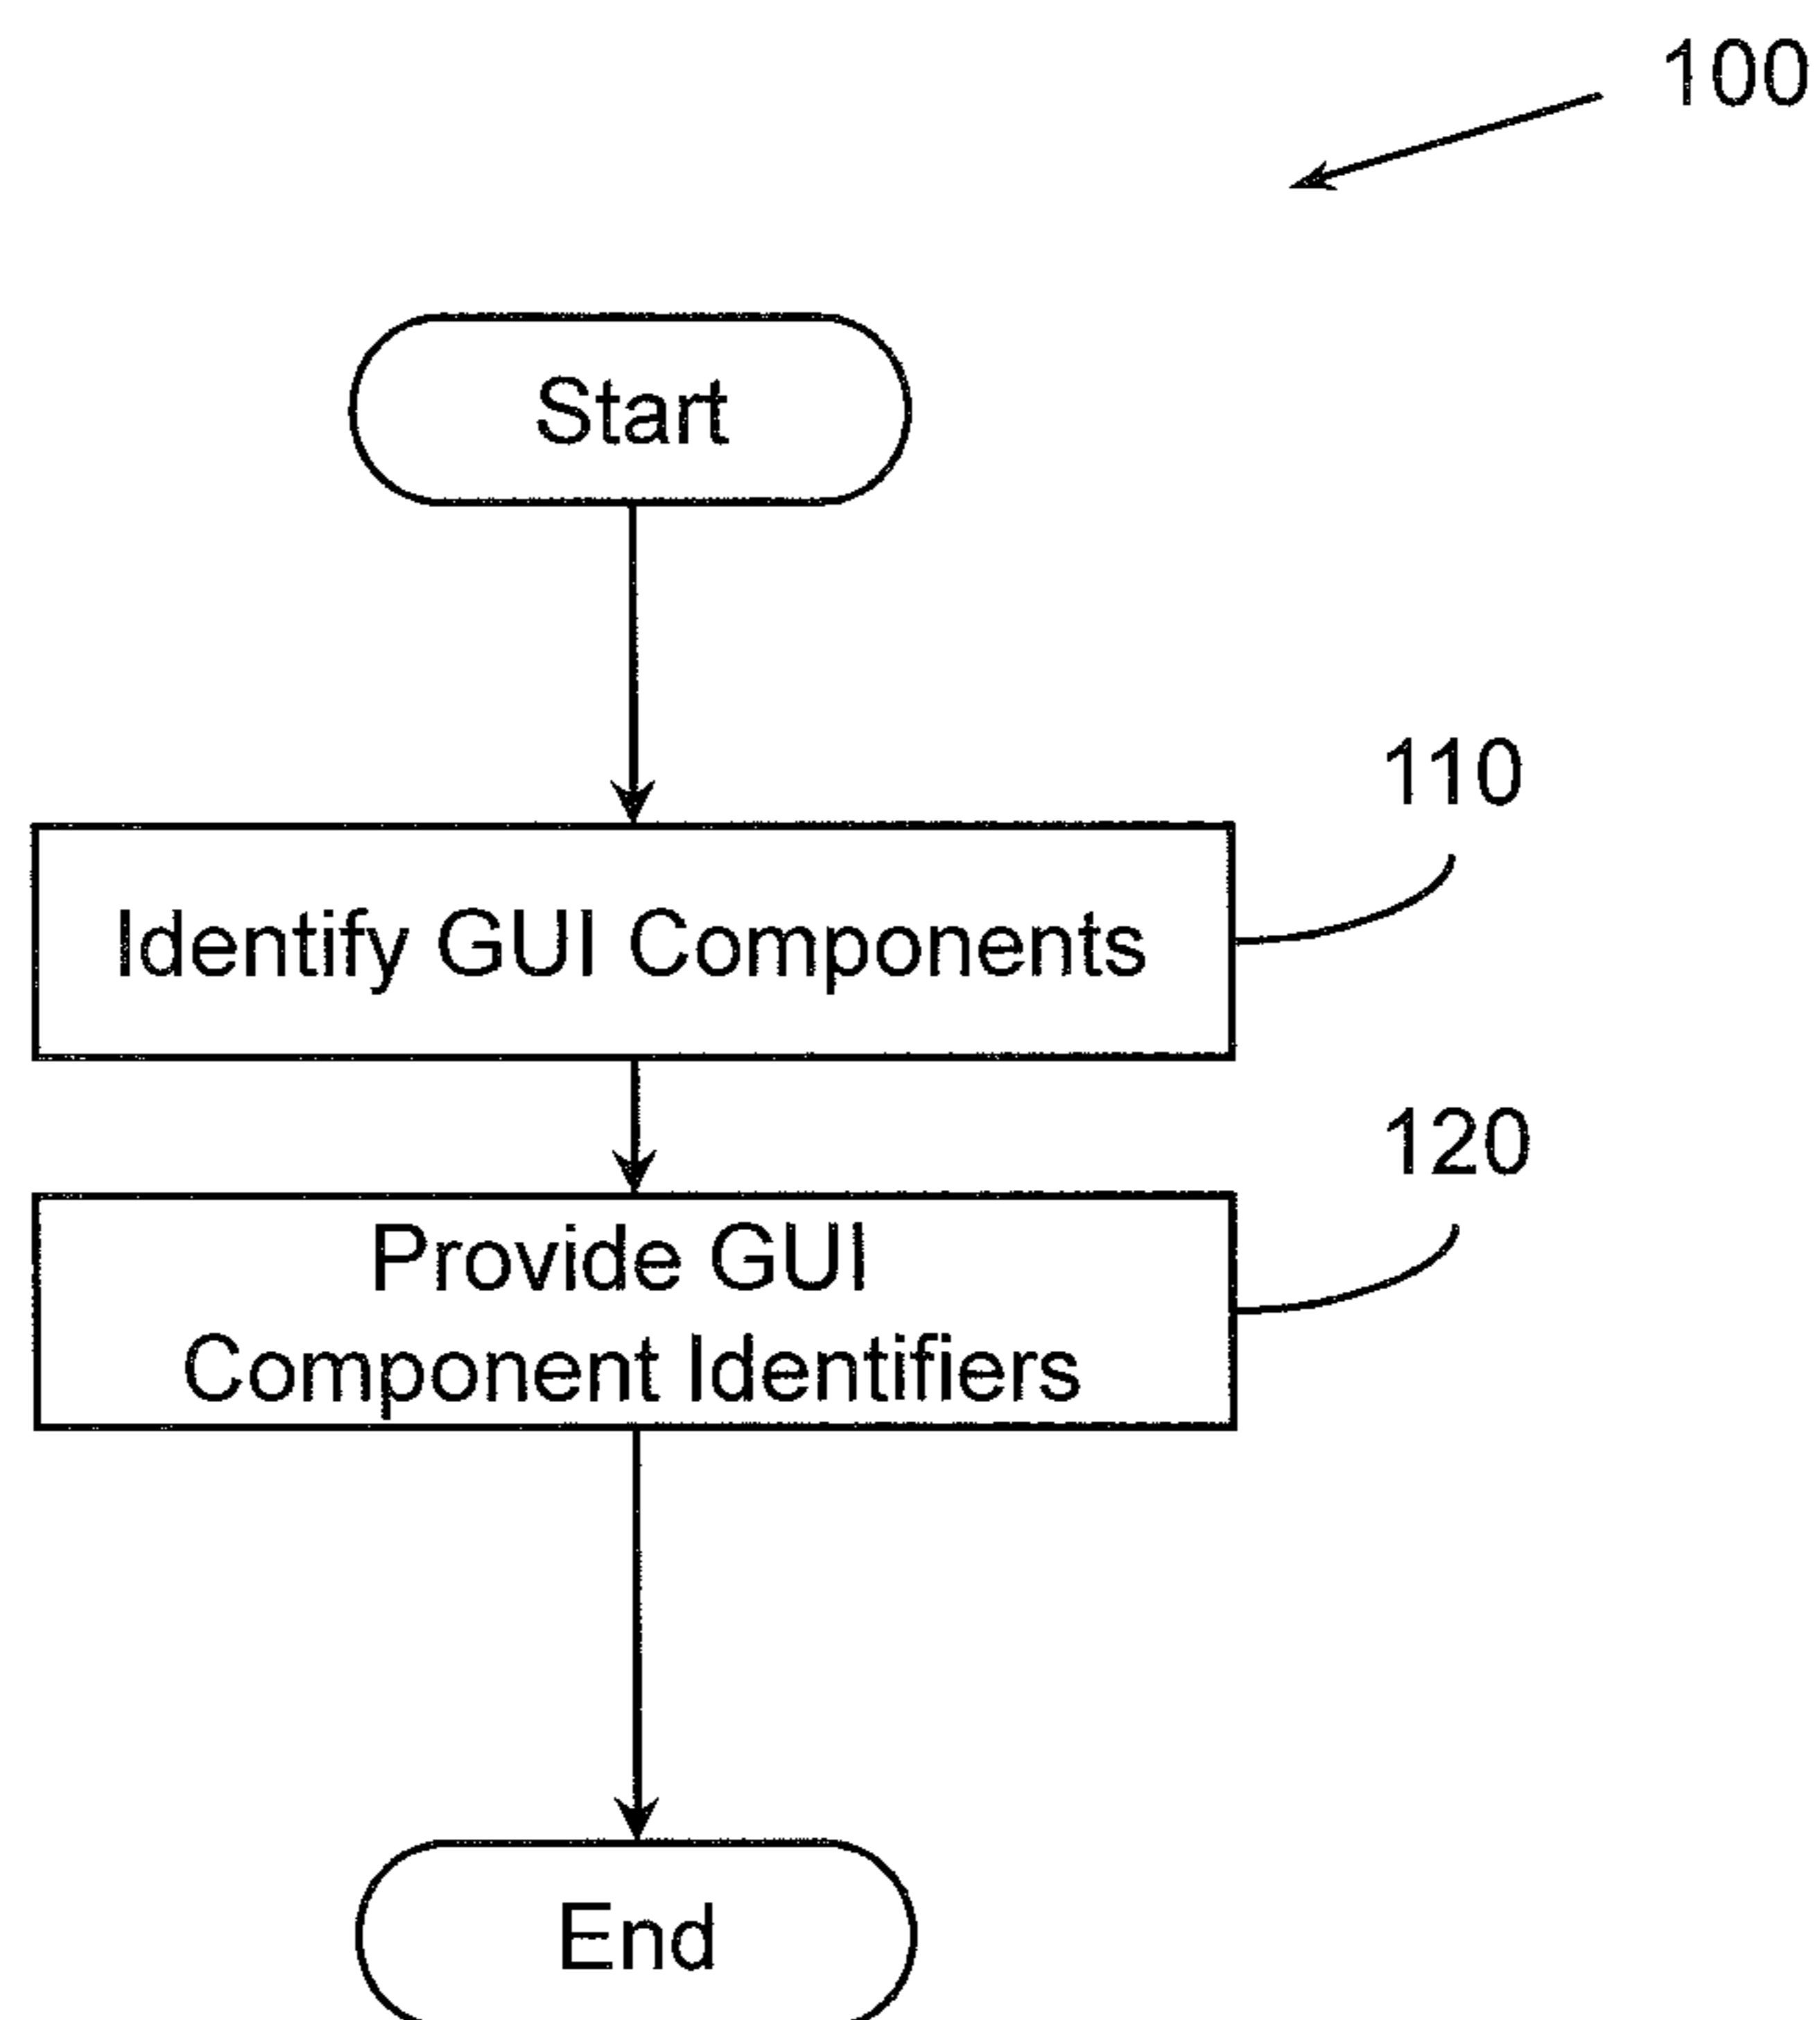 100
Start
110
Identify GUI Components
120
Provide GUI
Component Identifiers
End